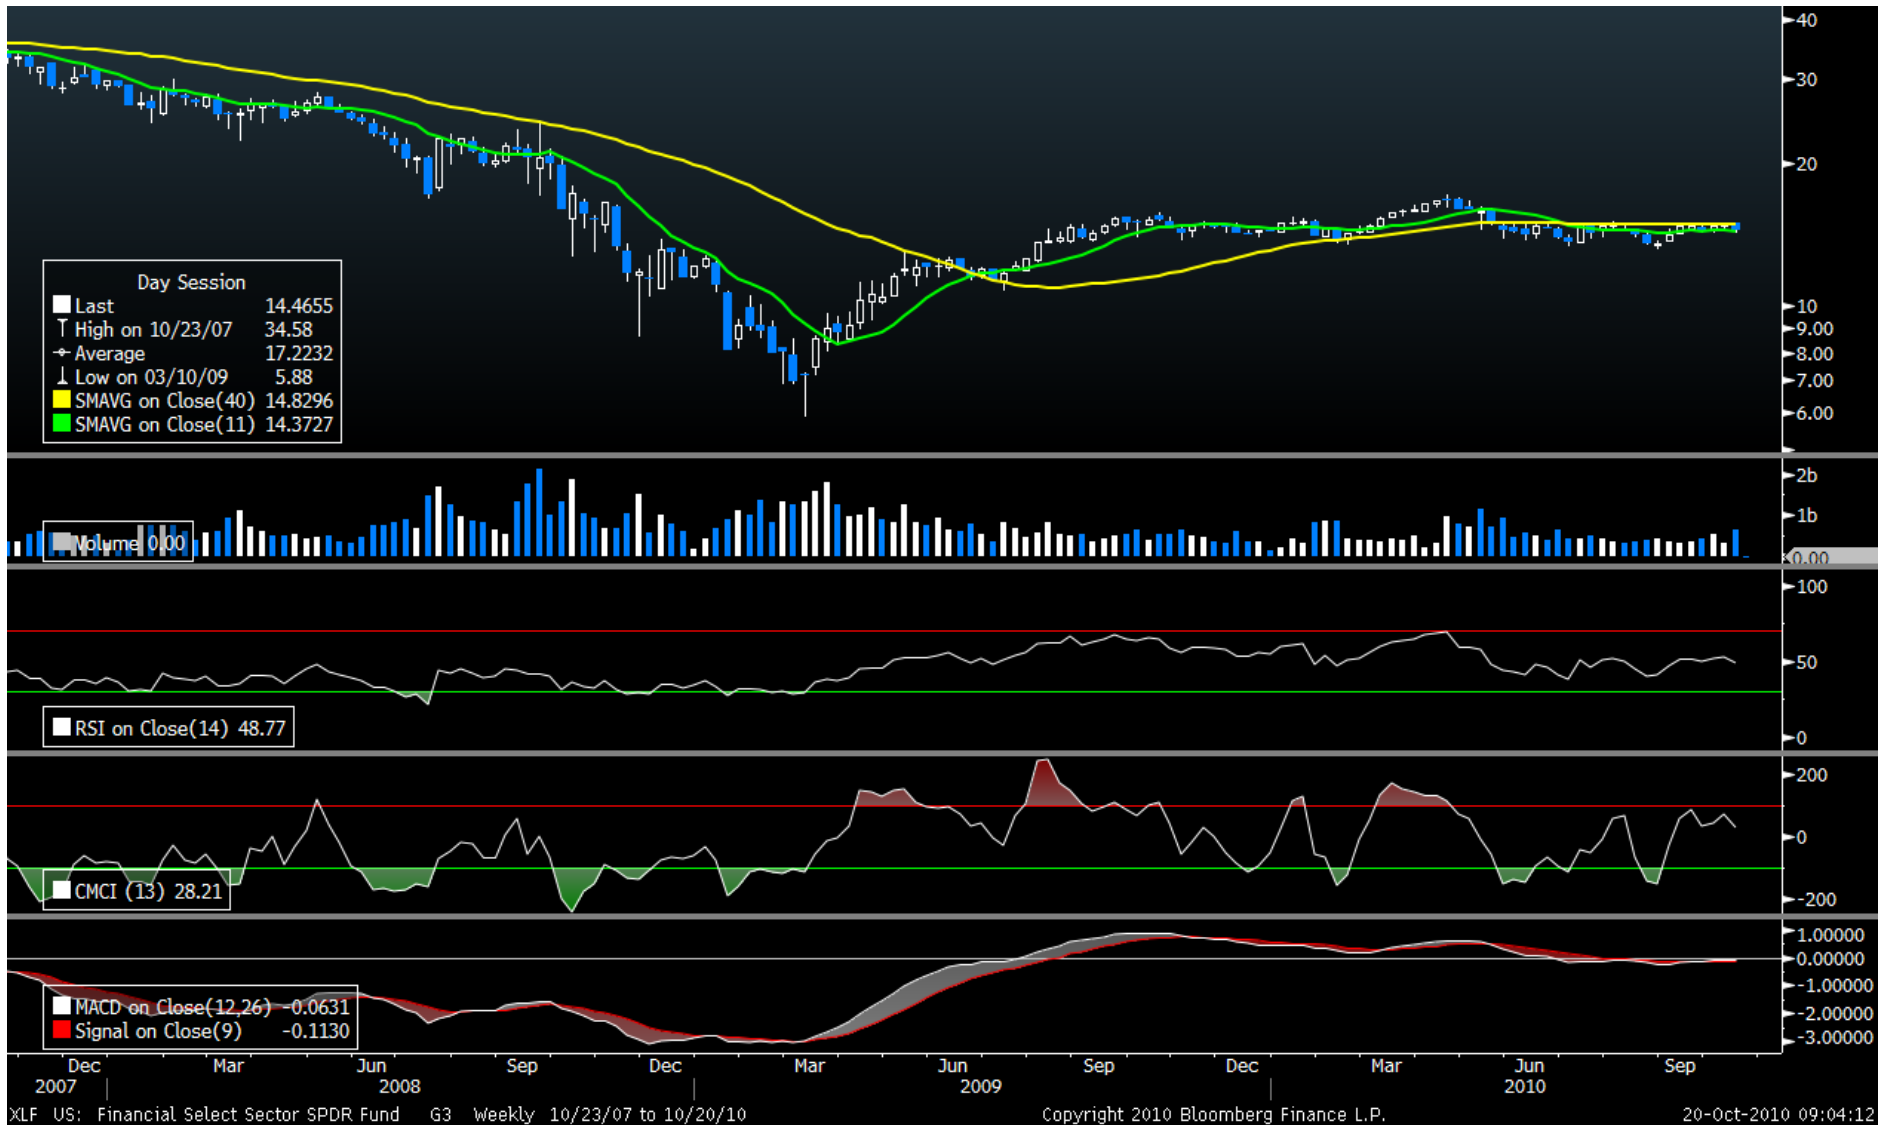 40
30
20
10
9.00
8.00
7.00
6.00
Day Session
Last 14.4655
High on 10/23/07 34.58
Average 17.2232
Low on 03/10/09 5.88
SMAVG on Close(40) 14.8296
SMAVG on Close(11) 14.3727
2b
1b
0.00
Volume 0.00
100
50
0
RSI on Close(14) 48.77
200
0
-200
CMCI (13) 28.21
1.00000
0.00000
-1.00000
-2.00000
-3.00000
MACD on Close(12,26) -0.0631
Signal on Close(9) -0.1130
Dec Mar Jun Sep Dec Mar Jun Sep Dec Mar Jun Sep
2007 2008 2009 2010
XLF US: Financial Select Sector SPDR Fund G3 Weekly 10/23/07 to 10/20/10 Copyright 2010 Bloomberg Finance L.P. 20-Oct-2010 09:04:12